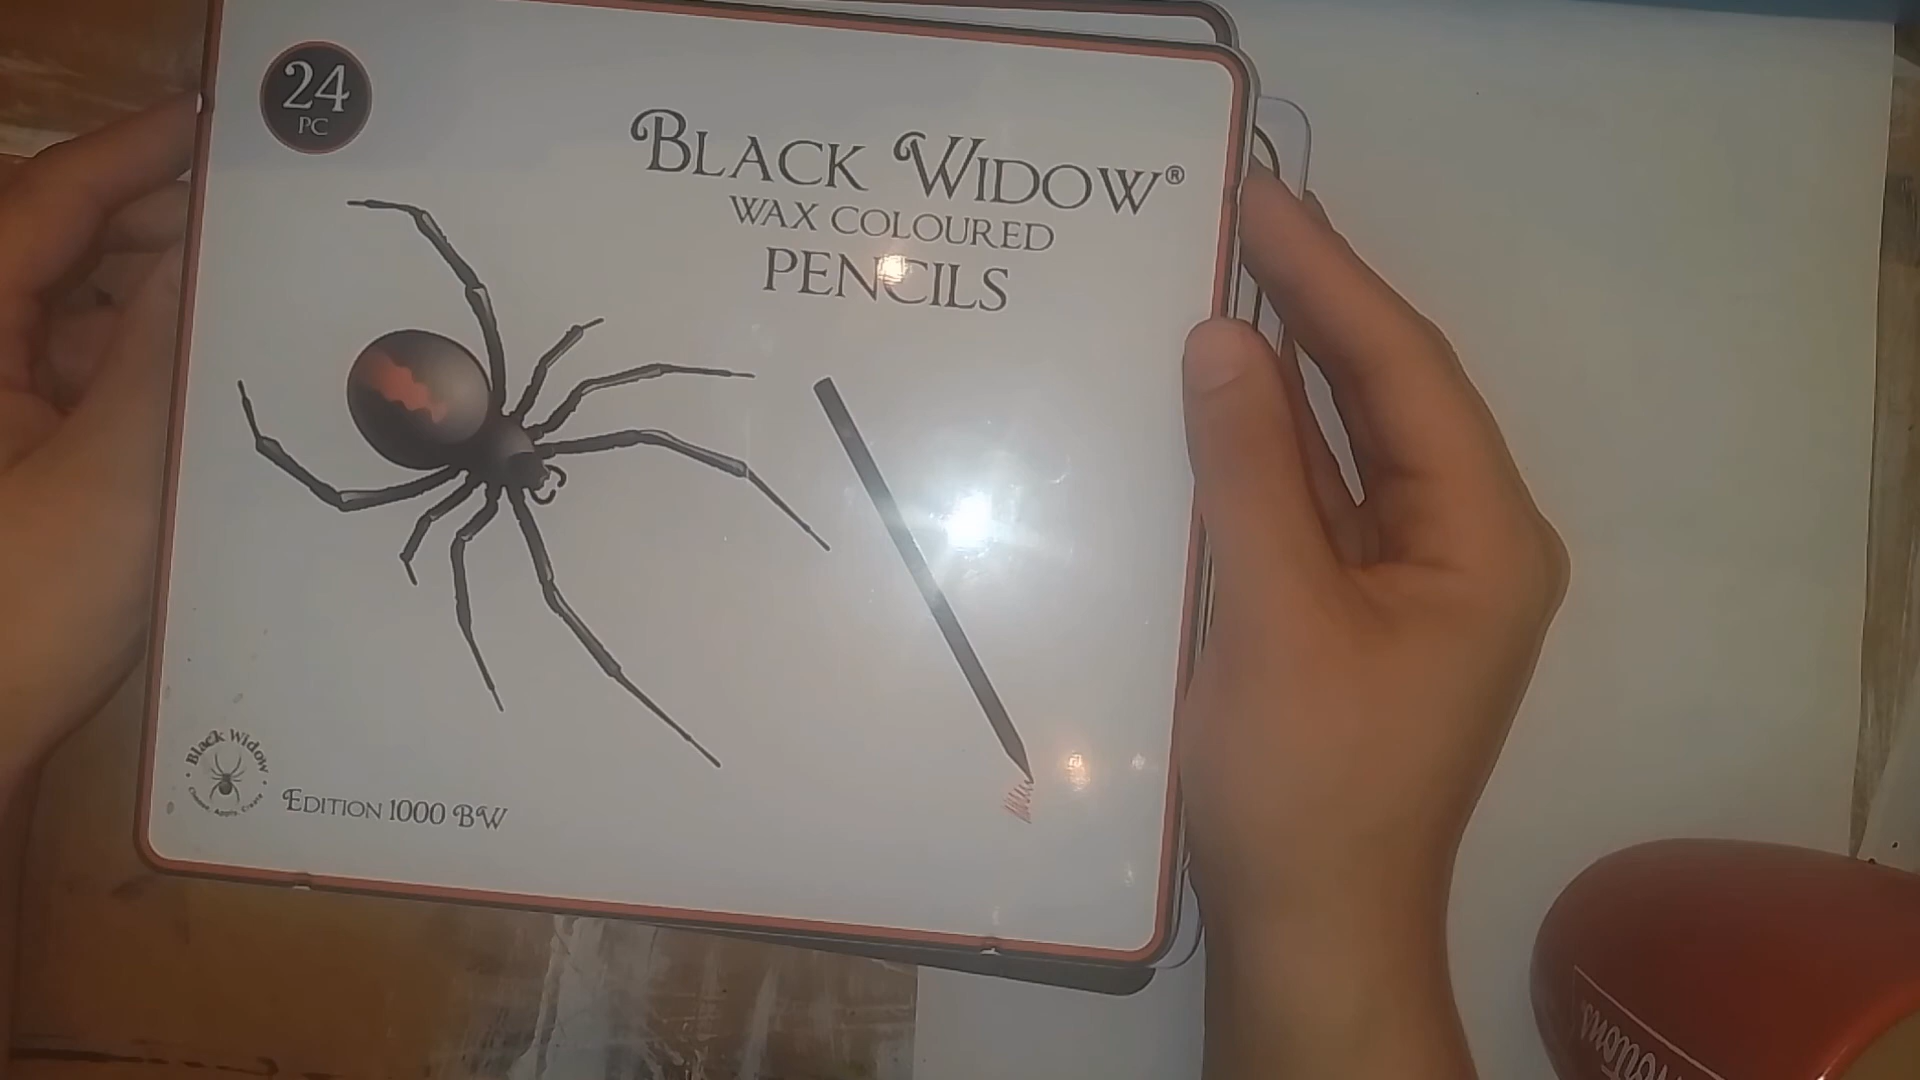 24
PC
BLACK WIDOW®
WAX COLOURED
PENCILS
Black Widow
EDITION 1000 BW